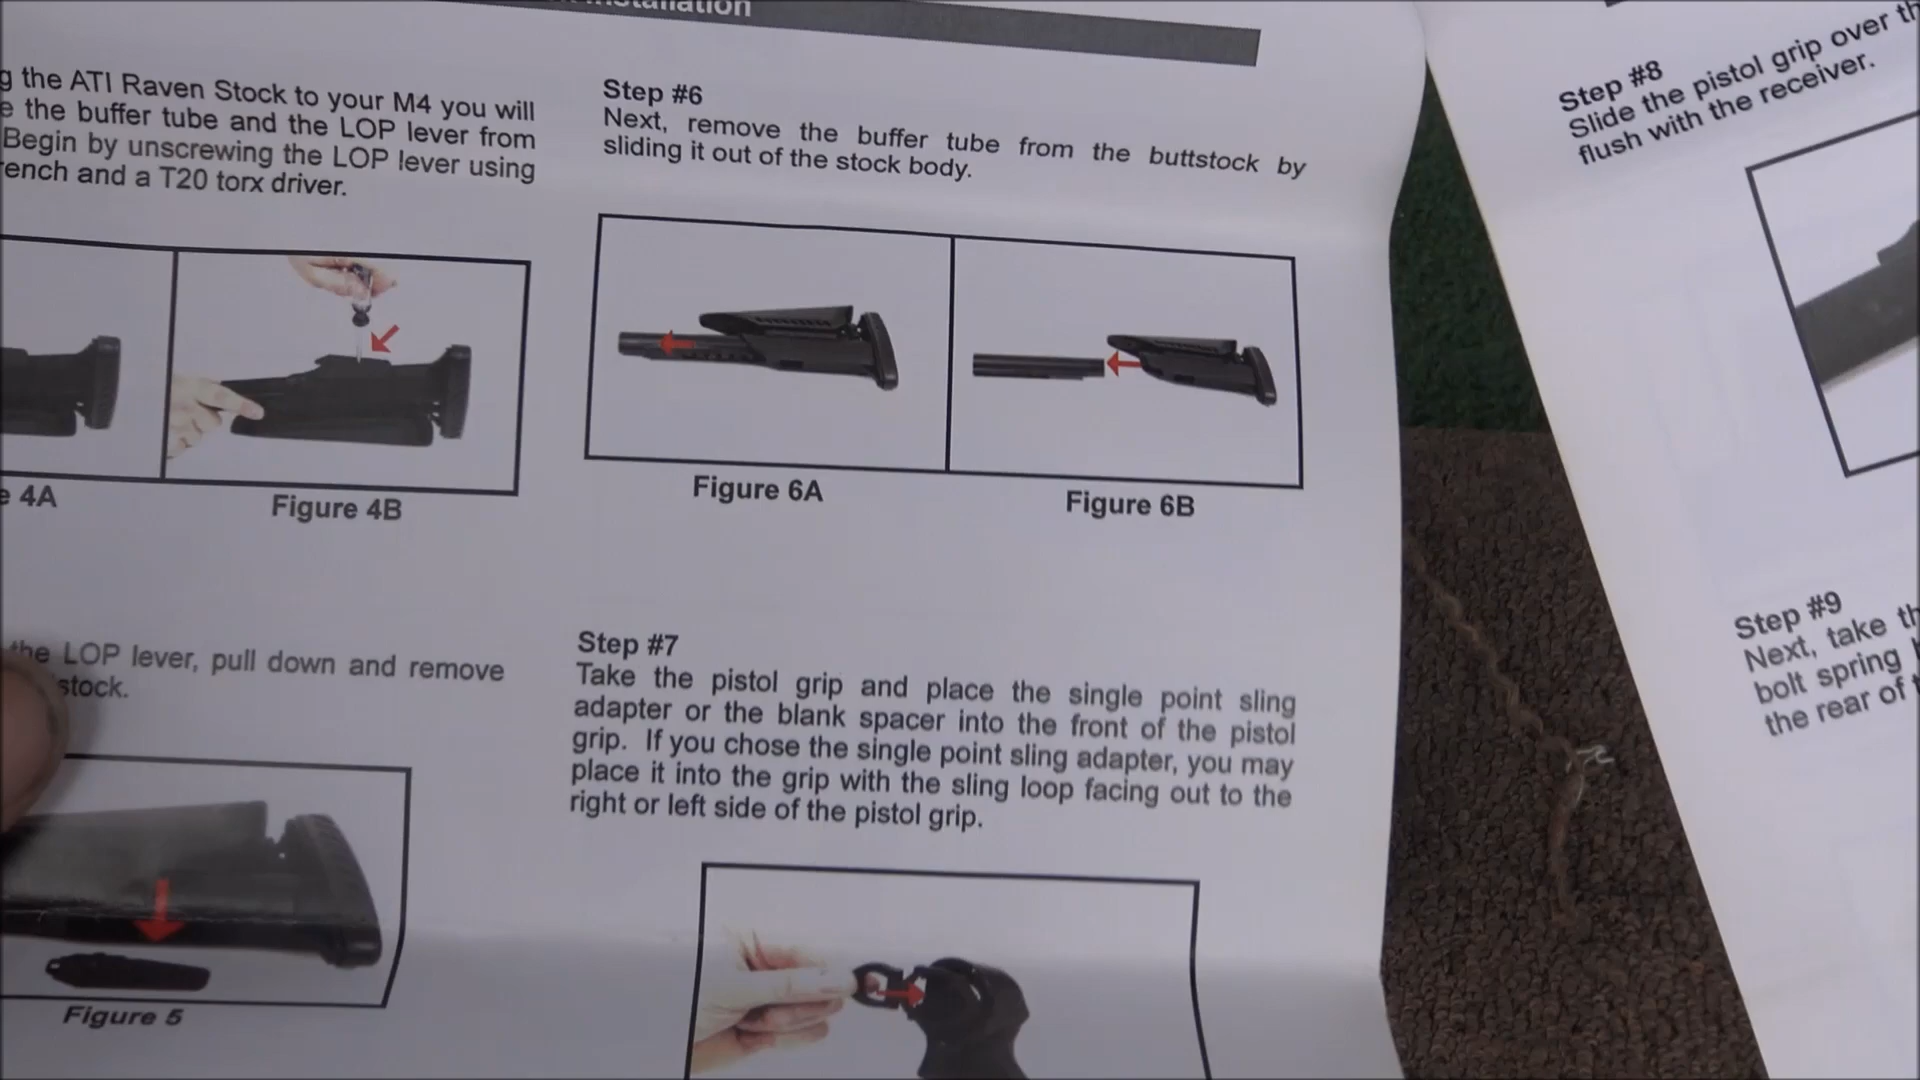 Installation
g the ATI Raven Stock to your M4 you will
e the buffer tube and the LOP lever from
Begin by unscrewing the LOP lever using
ench and a T20 torx driver.
e 4A
Figure 4B
the LOP lever, pull down and remove
stock.
Figure 5
Step #6
Next, remove the buffer tube from the buttstock by
sliding it out of the stock body.
Figure 6A
Figure 6B
Step #7
Take the pistol grip and place the single point sling
adapter or the blank spacer into the front of the pistol
grip. If you chose the single point sling adapter, you may
place it into the grip with the sling loop facing out to the
right or left side of the pistol grip.
Step #8
Slide the pistol grip over th
flush with the receiver.
Step #9
Next, take th
bolt spring
the rear of